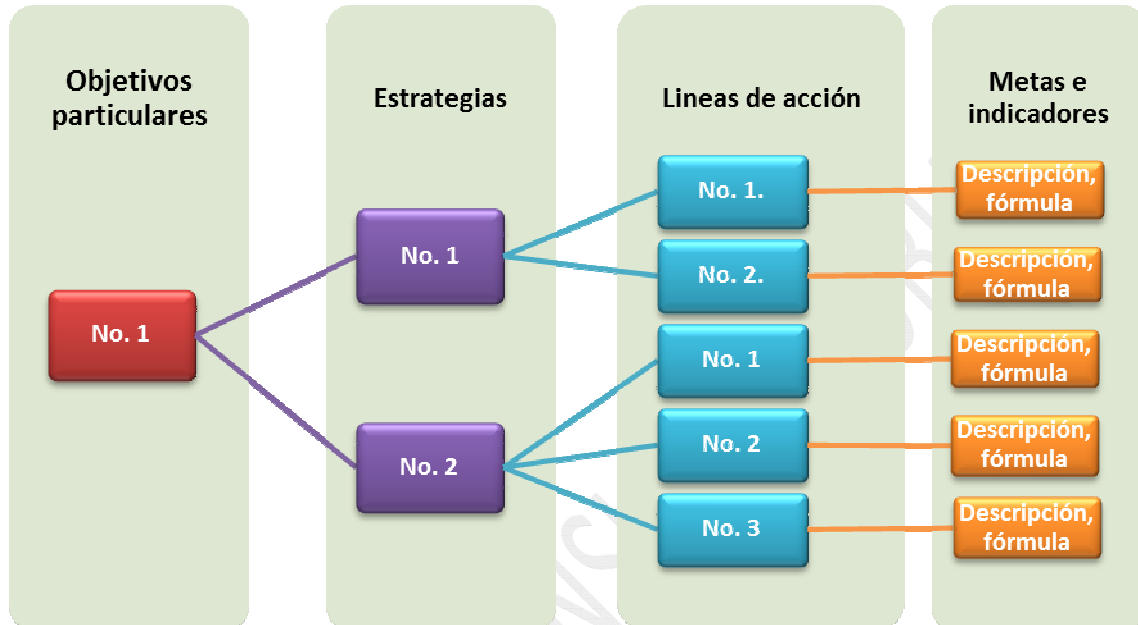 Objetivos
particulares
Estrategias
Lineas de acción
Metas e
indicadores
No. 1
No. 1
No. 2
No. 1.
No. 2.
No. 1
No. 2
No. 3
Descripción,
fórmula
Descripción,
fórmula
Descripción,
fórmula
Descripción,
fórmula
Descripción,
fórmula